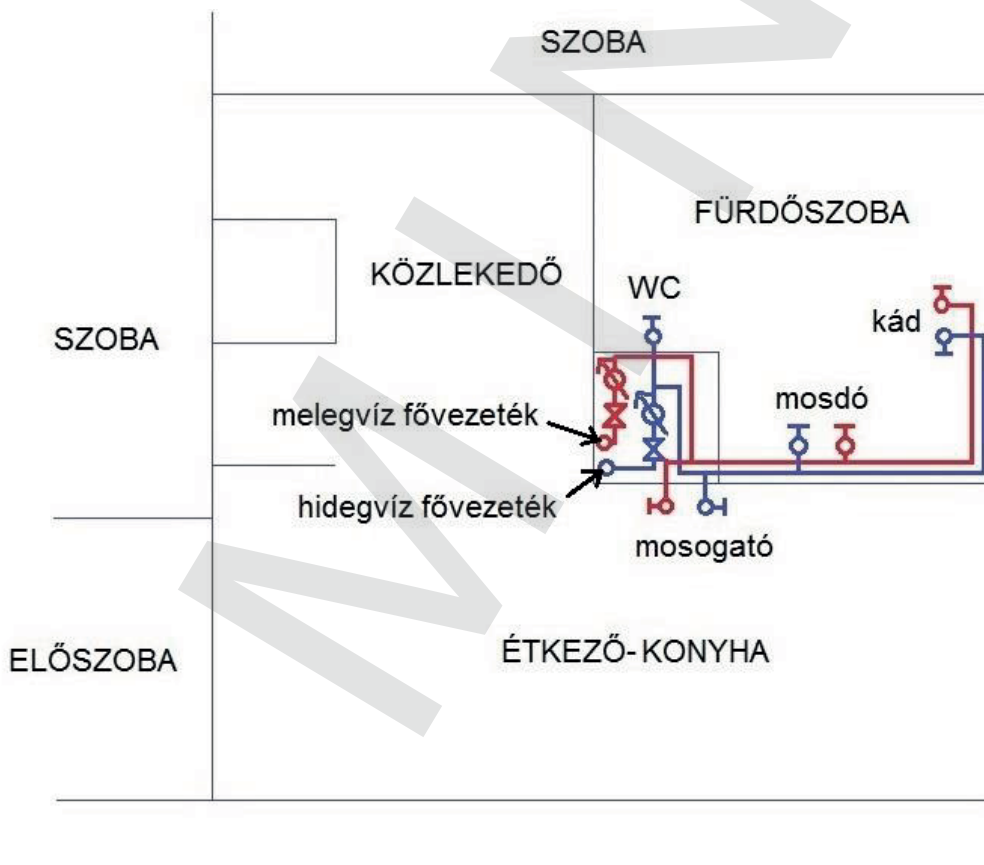 SZOBA
FÜRDŐSZOBA
KÖZLEKEDŐ
WC
kád
SZOBA
mosdó
melegvíz fővezeték
hidegvíz fővezeték
mosogató
ÉTKEZŐ-KONYHA
ELŐSZOBA